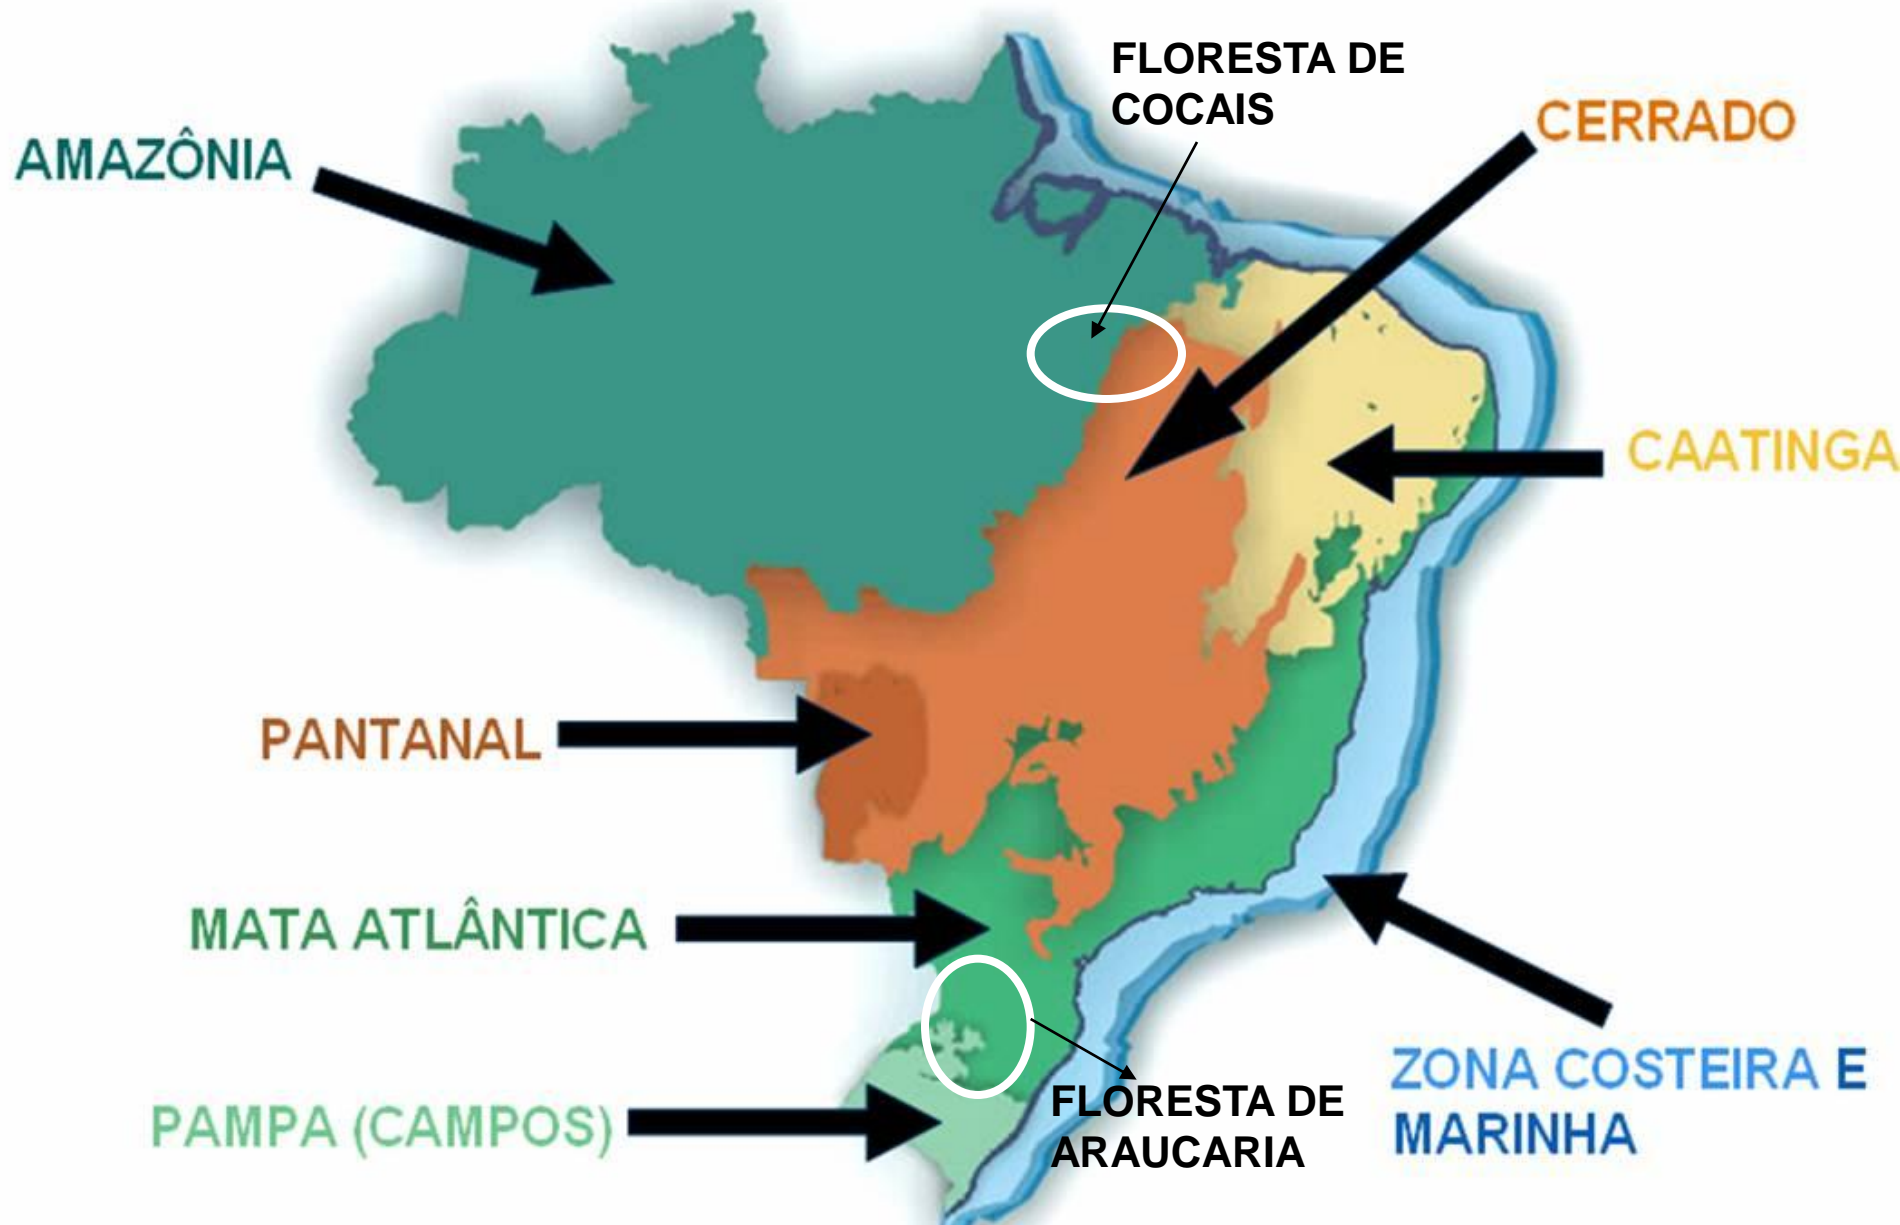 FLORESTA DE
COCAIS
CERRADO
AMAZÔNIA
CAATINGA
PANTANAL
MATA ATLÂNTICA
ZONA COSTEIRA E
MARINHA
PAMPA (CAMPOS)
FLORESTA DE
ARAUCARIA